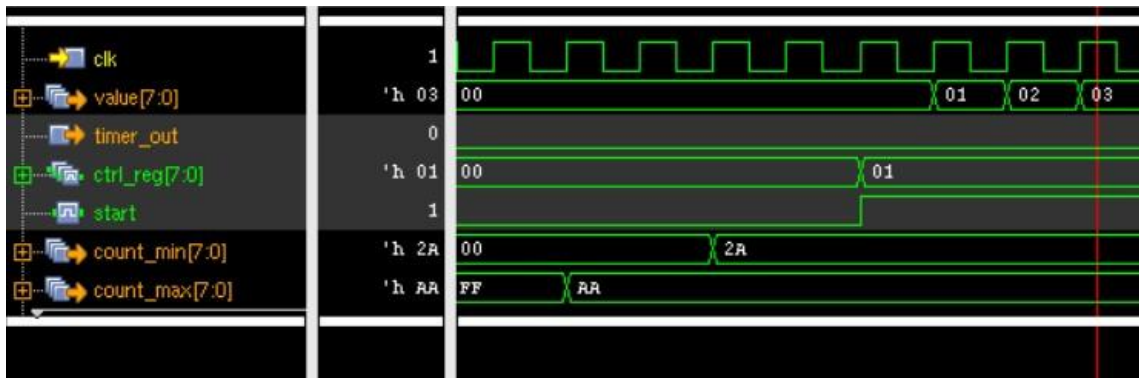 clk 1
value[7:0] 'h 03 00 01 02 03
timer_out 0
ctrl_reg[7:0] 'h 01 00 01
start 1
count_min[7:0] 'h 2A 00 2A
count_max[7:0] 'h AA FF AA